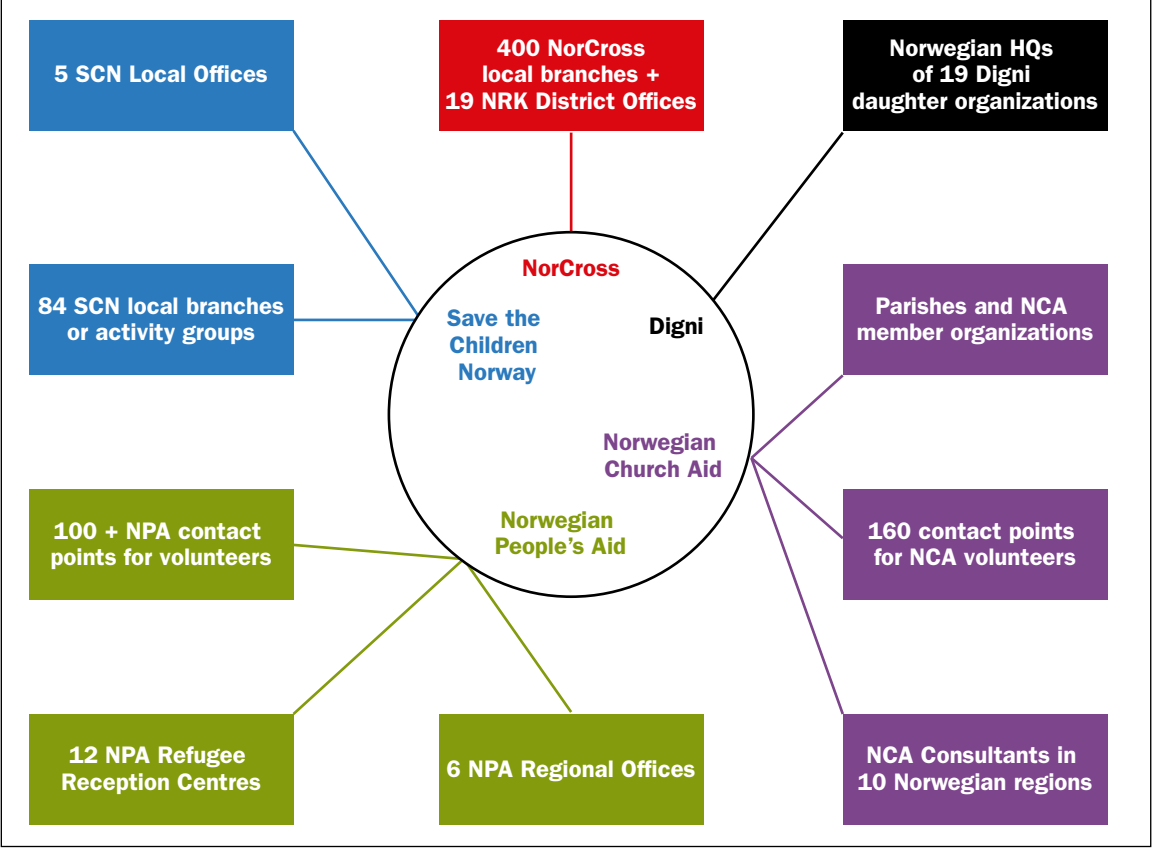 5 SCN Local Offices
400 NorCross
local branches +
19 NRK District Offices
Norwegian HQs
of 19 Digni
daughter organizations
84 SCN local branches
or activity groups
NorCross
Save the
Children
Norway
Digni
Parishes and NCA
member organizations
Norwegian
Church Aid
100 + NPA contact
points for volunteers
Norwegian
People's Aid
160 contact points
for NCA volunteers
12 NPA Refugee
Reception Centres
6 NPA Regional Offices
NCA Consultants in
10 Norwegian regions